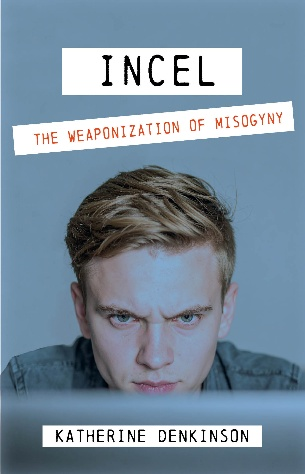 INCEL
THE WEAPONIZATION OF MISOGYNY
KATHERINE DENKINSON